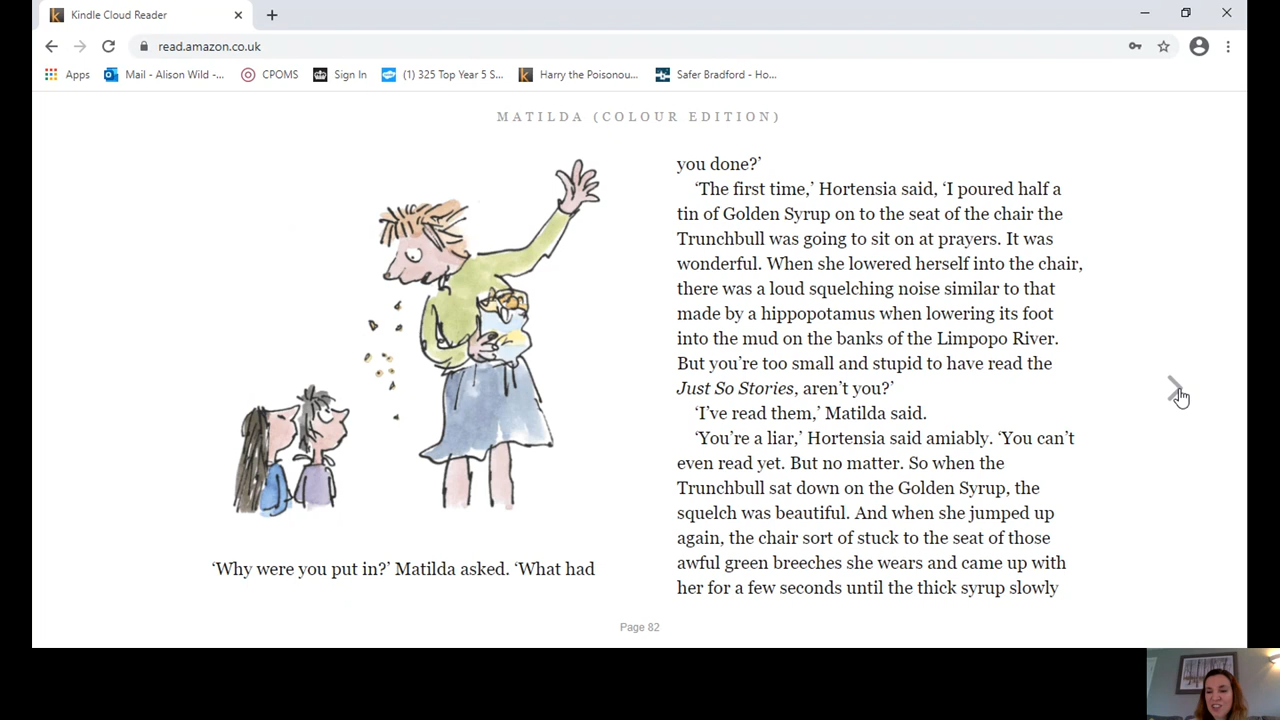 Kindle Cloud Reader
read.amazon.co.uk
Apps
Mail - Alison Wild -...
CPOMS
Sign In
(1) 325 Top Year 5 S...
Harry the Poisonou...
Safer Bradford - Ho...
MATILDA (COLOUR EDITION)
‘Why were you put in?’ Matilda asked. ‘What had
you done?’
‘The first time,’ Hortensia said, ‘I poured half a
tin of Golden Syrup on to the seat of the chair the
Trunchbull was going to sit on at prayers. It was
wonderful. When she lowered herself into the chair,
there was a loud squelching noise similar to that
made by a hippopotamus when lowering its foot
into the mud on the banks of the Limpopo River.
But you’re too small and stupid to have read the
Just So Stories, aren’t you?’
‘I’ve read them,’ Matilda said.
‘You’re a liar,’ Hortensia said amiably. ‘You can’t
even read yet. But no matter. So when the
Trunchbull sat down on the Golden Syrup, the
squelch was beautiful. And when she jumped up
again, the chair sort of stuck to the seat of those
awful green breeches she wears and came up with
her for a few seconds until the thick syrup slowly
Page 82